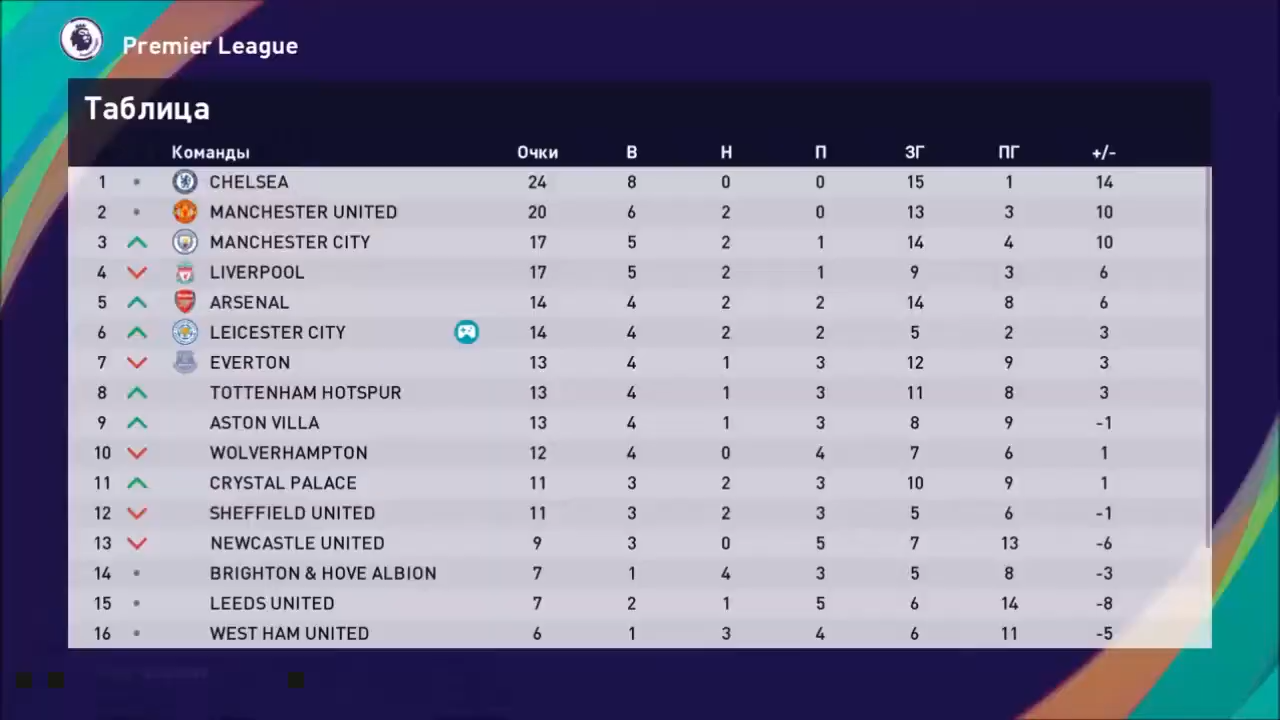 Premier League
Таблица
Команды Очки В Н П ЗГ ПГ +/-
1 CHELSEA 24 8 0 0 15 1 14
2 MANCHESTER UNITED 20 6 2 0 13 3 10
3 MANCHESTER CITY 17 5 2 1 14 4 10
4 LIVERPOOL 17 5 2 1 9 3 6
5 ARSENAL 14 4 2 2 14 8 6
6 LEICESTER CITY 14 4 2 2 5 2 3
7 EVERTON 13 4 1 3 12 9 3
8 TOTTENHAM HOTSPUR 13 4 1 3 11 8 3
9 ASTON VILLA 13 4 1 3 8 9 -1
10 WOLVERHAMPTON 12 4 0 4 7 6 1
11 CRYSTAL PALACE 11 3 2 3 10 9 1
12 SHEFFIELD UNITED 11 3 2 3 5 6 -1
13 NEWCASTLE UNITED 9 3 0 5 7 13 -6
14 BRIGHTON & HOVE ALBION 7 1 4 3 5 8 -3
15 LEEDS UNITED 7 2 1 5 6 14 -8
16 WEST HAM UNITED 6 1 3 4 6 11 -5